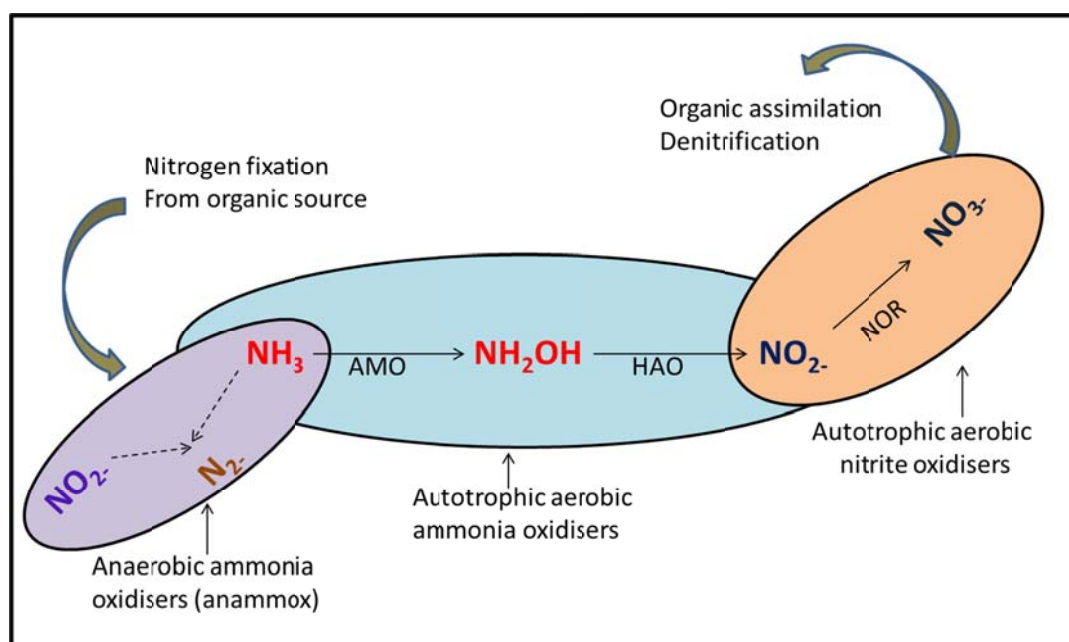 Organic assimilation
Denitrification
Nitrogen fixation
From organic source
NO₃-
NOR
NH₃
AMO
NH₂OH
HAO
NO₂-
NO₂-
N₂-
Autotrophic aerobic
nitrite oxidisers
Autotrophic aerobic
ammonia oxidisers
Anaerobic ammonia
oxidisers (anammox)